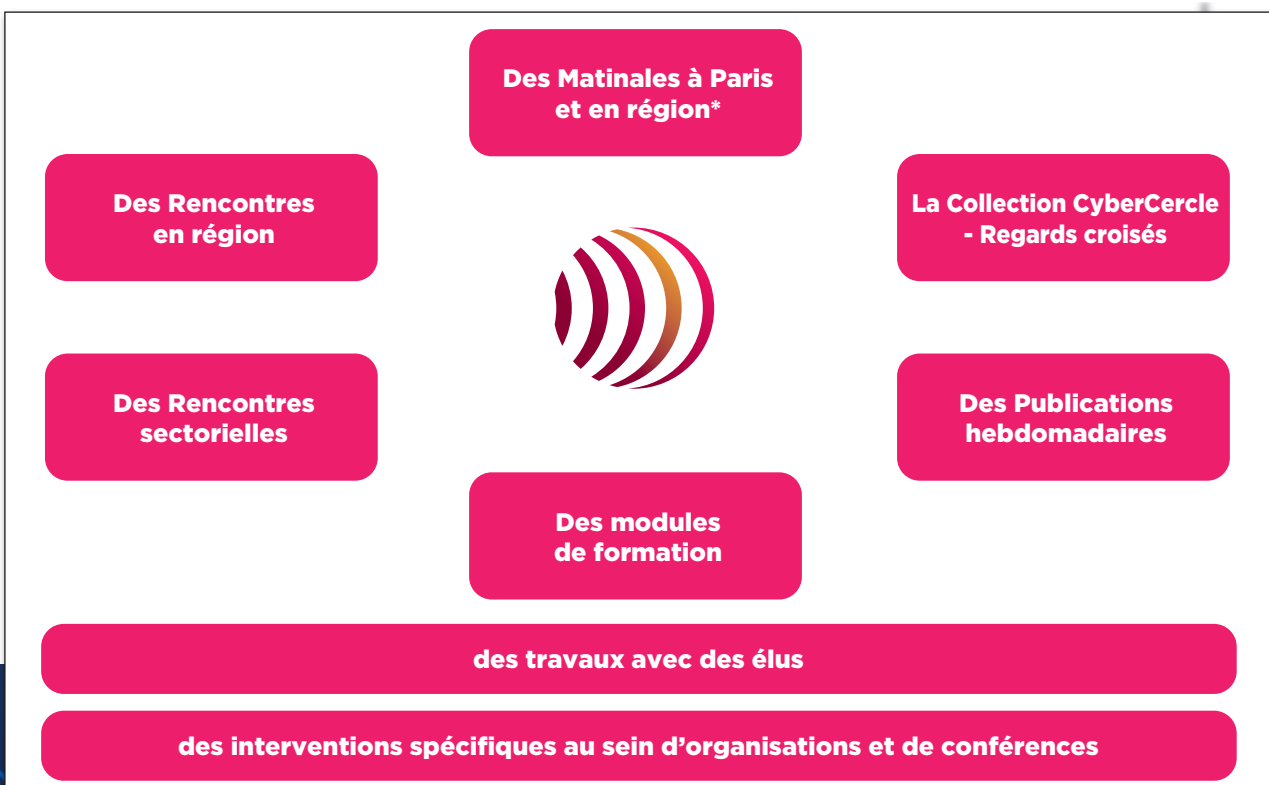 Des Matinales à Paris
et en région*
Des Rencontres
en région
La Collection CyberCercle
- Regards croisés
Des Rencontres
sectorielles
Des Publications
hebdomadaires
Des modules
de formation
des travaux avec des élus
des interventions spécifiques au sein d’organisations et de conférences